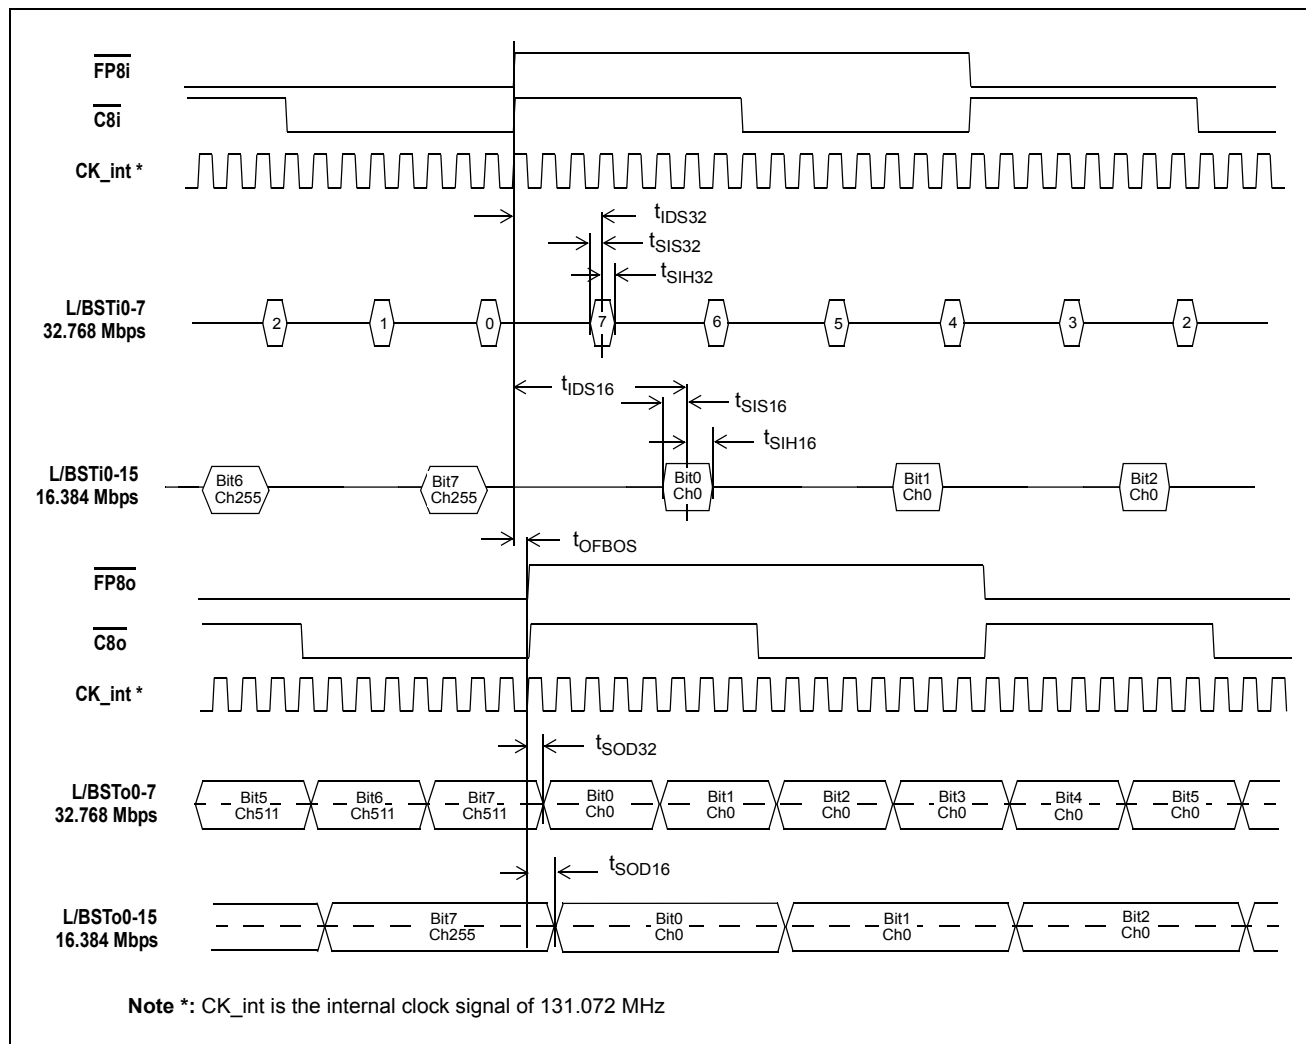 FP8i
C8i
CK_int *
tIDS32
tSIS32
tSIH32
L/BSTi0-7
32.768 Mbps
2 1 0 7 6 5 4 3 2
tIDS16
tSIS16
tSIH16
L/BSTi0-15
16.384 Mbps
Bit6 Bit7 Bit0 Bit1 Bit2
Ch255 Ch255 Ch0 Ch0 Ch0
tOFBOS
FP8o
C8o
CK_int *
tSOD32
L/BSTo0-7
32.768 Mbps
Bit5 Bit6 Bit7 Bit0 Bit1 Bit2 Bit3 Bit4 Bit5
Ch511 Ch511 Ch511 Ch0 Ch0 Ch0 Ch0 Ch0 Ch0
tSOD16
L/BSTo0-15
16.384 Mbps
Bit7 Bit0 Bit1 Bit2
Ch255 Ch0 Ch0 Ch0
Note *: CK_int is the internal clock signal of 131.072 MHz